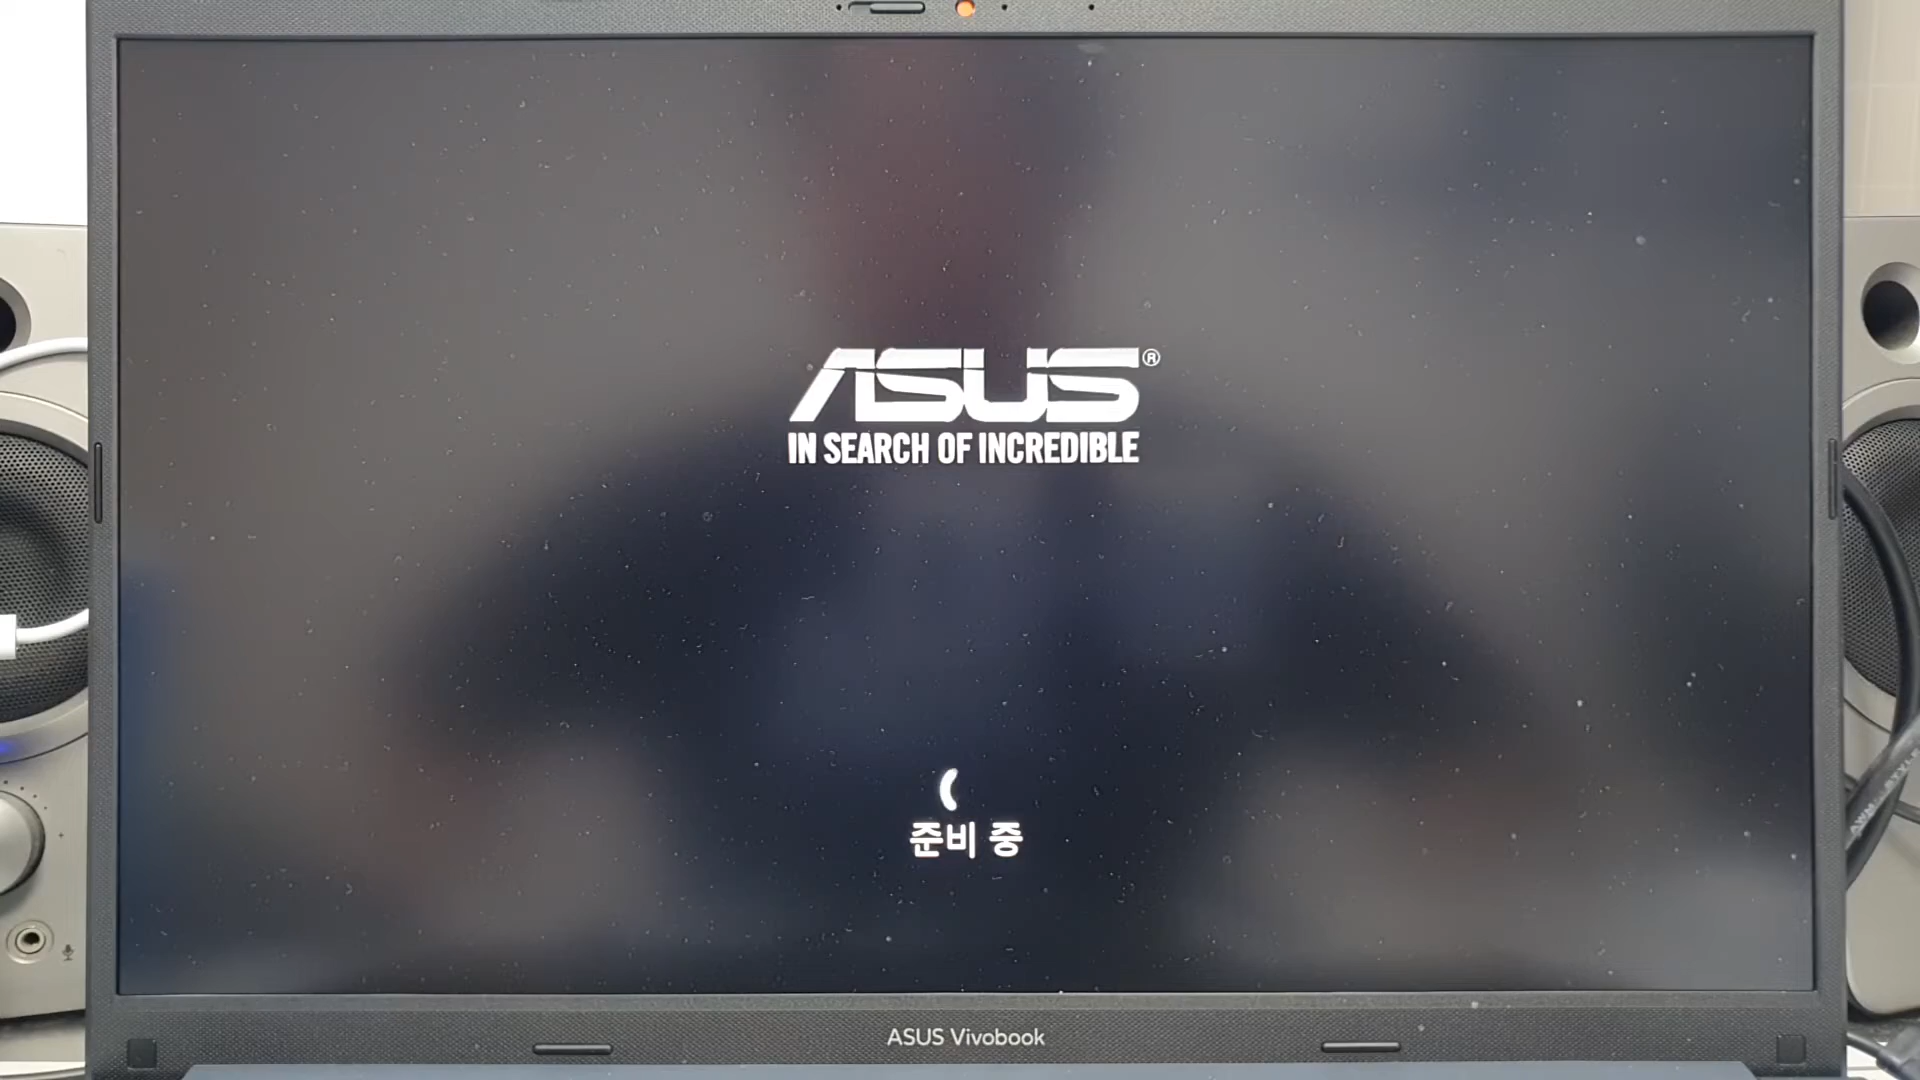 ASUS®
IN SEARCH OF INCREDIBLE
준비 중
ASUS Vivobook